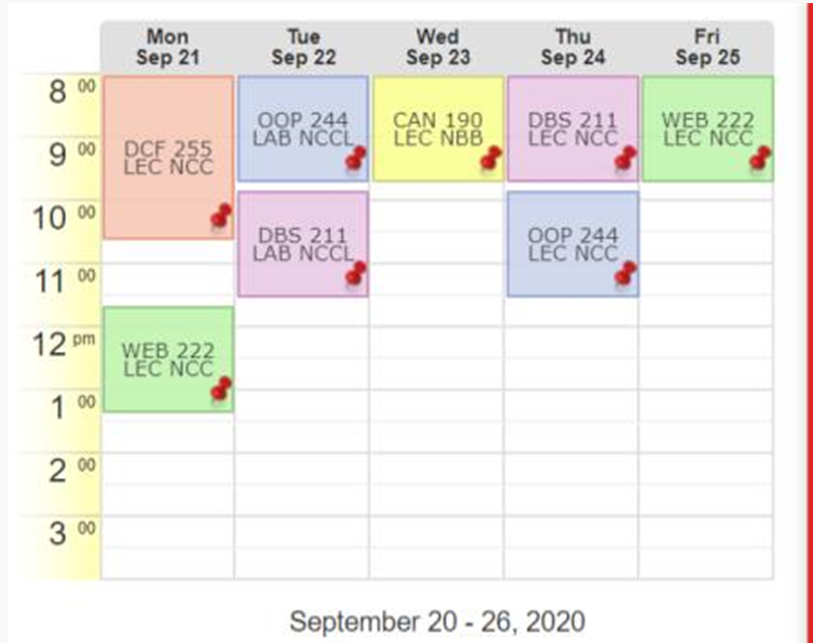 Mon Tue Wed Thu Fri
Sep 21 Sep 22 Sep 23 Sep 24 Sep 25
8 00
OOP 244 CAN 190 DBS 211 WEB 222
LAB NCCL LEC NBB LEC NCC LEC NCC
9 00
DCF 255
LEC NCC
10 00
DBS 211 OOP 244
LAB NCCL LEC NCC
11 00
12 pm
WEB 222
LEC NCC
1 00
2 00
3 00
September 20 - 26, 2020